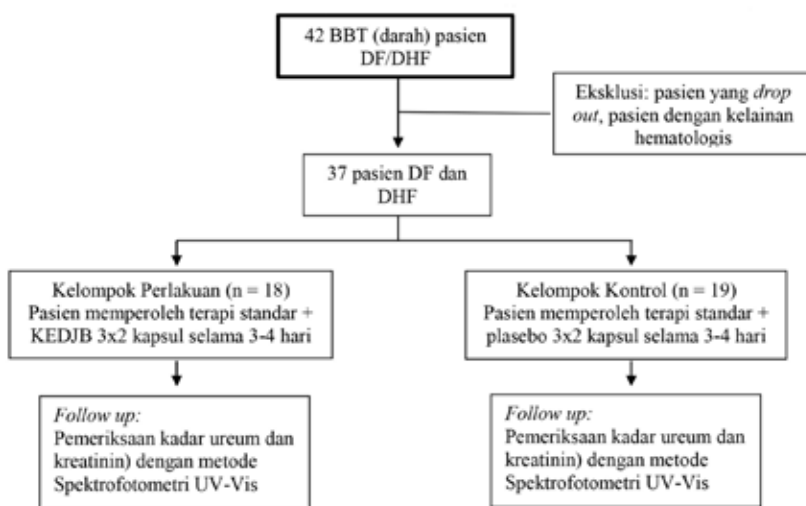 42 BBT (darah) pasien
DF/DHF
Eksklusi: pasien yang drop
out, pasien dengan kelainan
hematologis
37 pasien DF dan
DHF
Kelompok Perlakuan (n = 18)
Pasien memperoleh terapi standar +
KEDJB 3x2 kapsul selama 3-4 hari
Kelompok Kontrol (n = 19)
Pasien memperoleh terapi standar +
plasebo 3x2 kapsul selama 3-4 hari
Follow up:
Pemeriksaan kadar ureum dan
kreatinin) dengan metode
Spektrofotometri UV-Vis
Follow up:
Pemeriksaan kadar ureum dan
kreatinin) dengan metode
Spektrofotometri UV-Vis